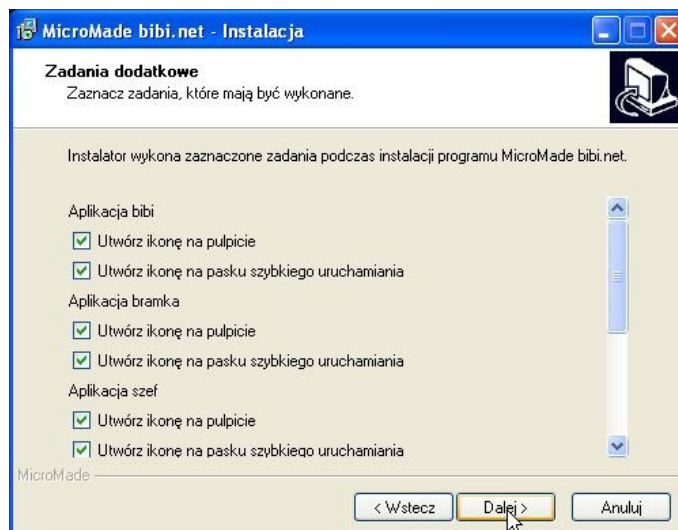 MicroMade bibi.net - Instalacja
Zadania dodatkowe
Zaznacz zadania, które mają być wykonane.
Instalator wykona zaznaczone zadania podczas instalacji programu MicroMade bibi.net.
Aplikacja bibi
Utwórz ikonę na pulpicie
Utwórz ikonę na pasku szybkiego uruchamiania
Aplikacja bramka
Utwórz ikonę na pulpicie
Utwórz ikonę na pasku szybkiego uruchamiania
Aplikacja szef
Utwórz ikonę na pulpicie
Utwórz ikonę na pasku szybkiego uruchamiania
MicroMade
< Wstecz Dalej > Anuluj